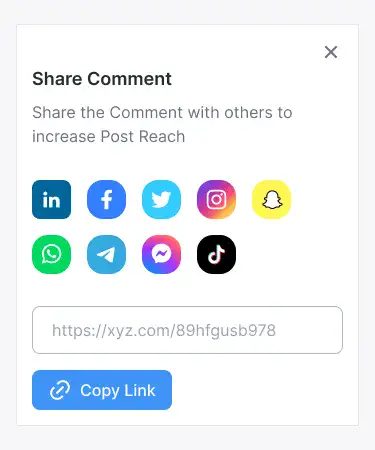 Share Comment
Share the Comment with others to
increase Post Reach
in
https://xyz.com/89hfgusb978
Copy Link